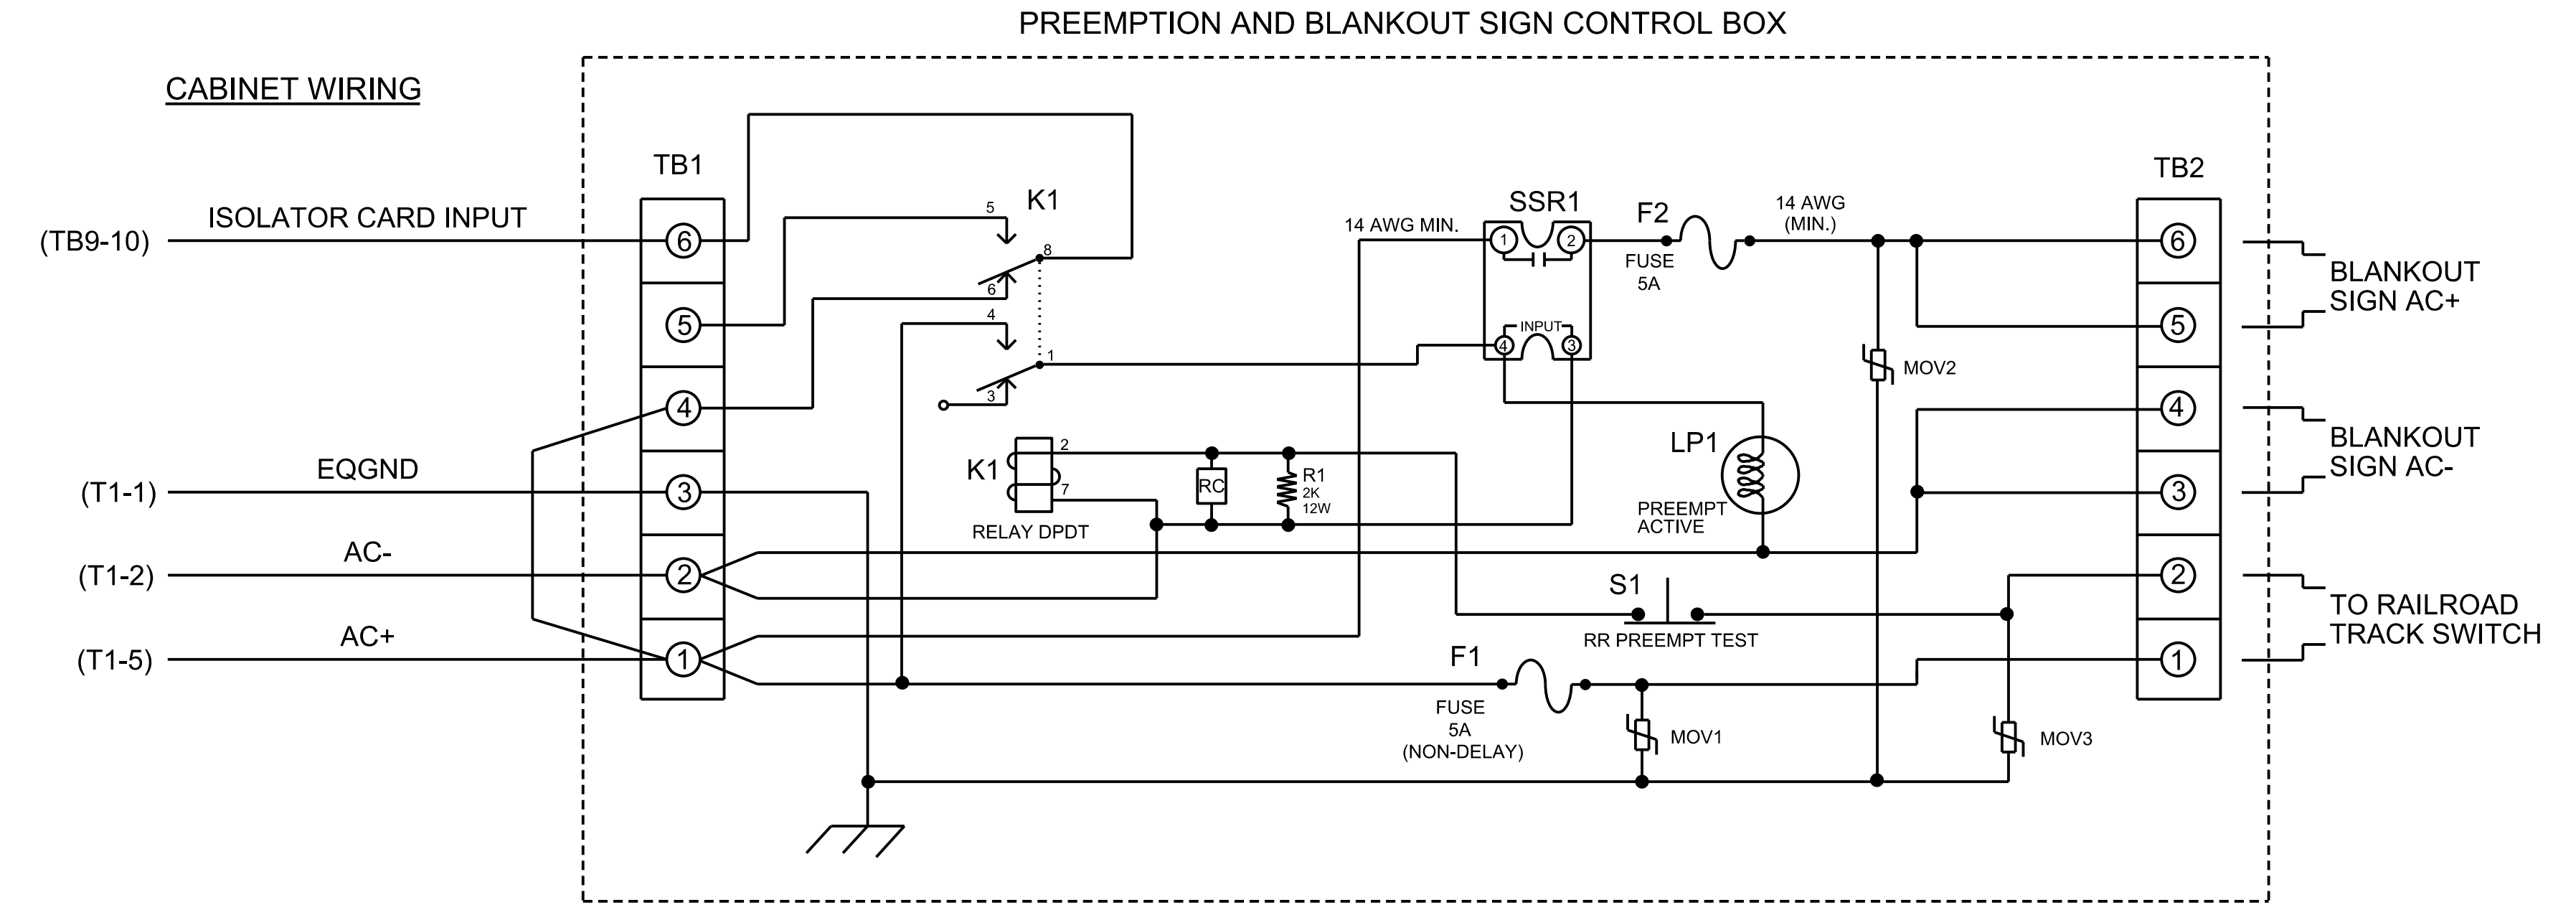 PREEMPTION AND BLANKOUT SIGN CONTROL BOX
CABINET WIRING
TB1
TB2
(TB9-10)
ISOLATOR CARD INPUT
(T1-1)
EQGND
(T1-2)
AC-
(T1-5)
AC+
6
5
4
3
2
1
K1
5
8
6
4
1
3
K1
2
7
RELAY DPDT
RC
R1
2K
12W
14 AWG MIN.
SSR1
1
2
INPUT
4
3
F2
FUSE
5A
14 AWG
(MIN.)
MOV2
LP1
PREEMPT
ACTIVE
S1
RR PREEMPT TEST
F1
FUSE
5A
(NON-DELAY)
MOV1
MOV3
6
5
4
3
2
1
BLANKOUT
SIGN AC+
BLANKOUT
SIGN AC-
TO RAILROAD
TRACK SWITCH